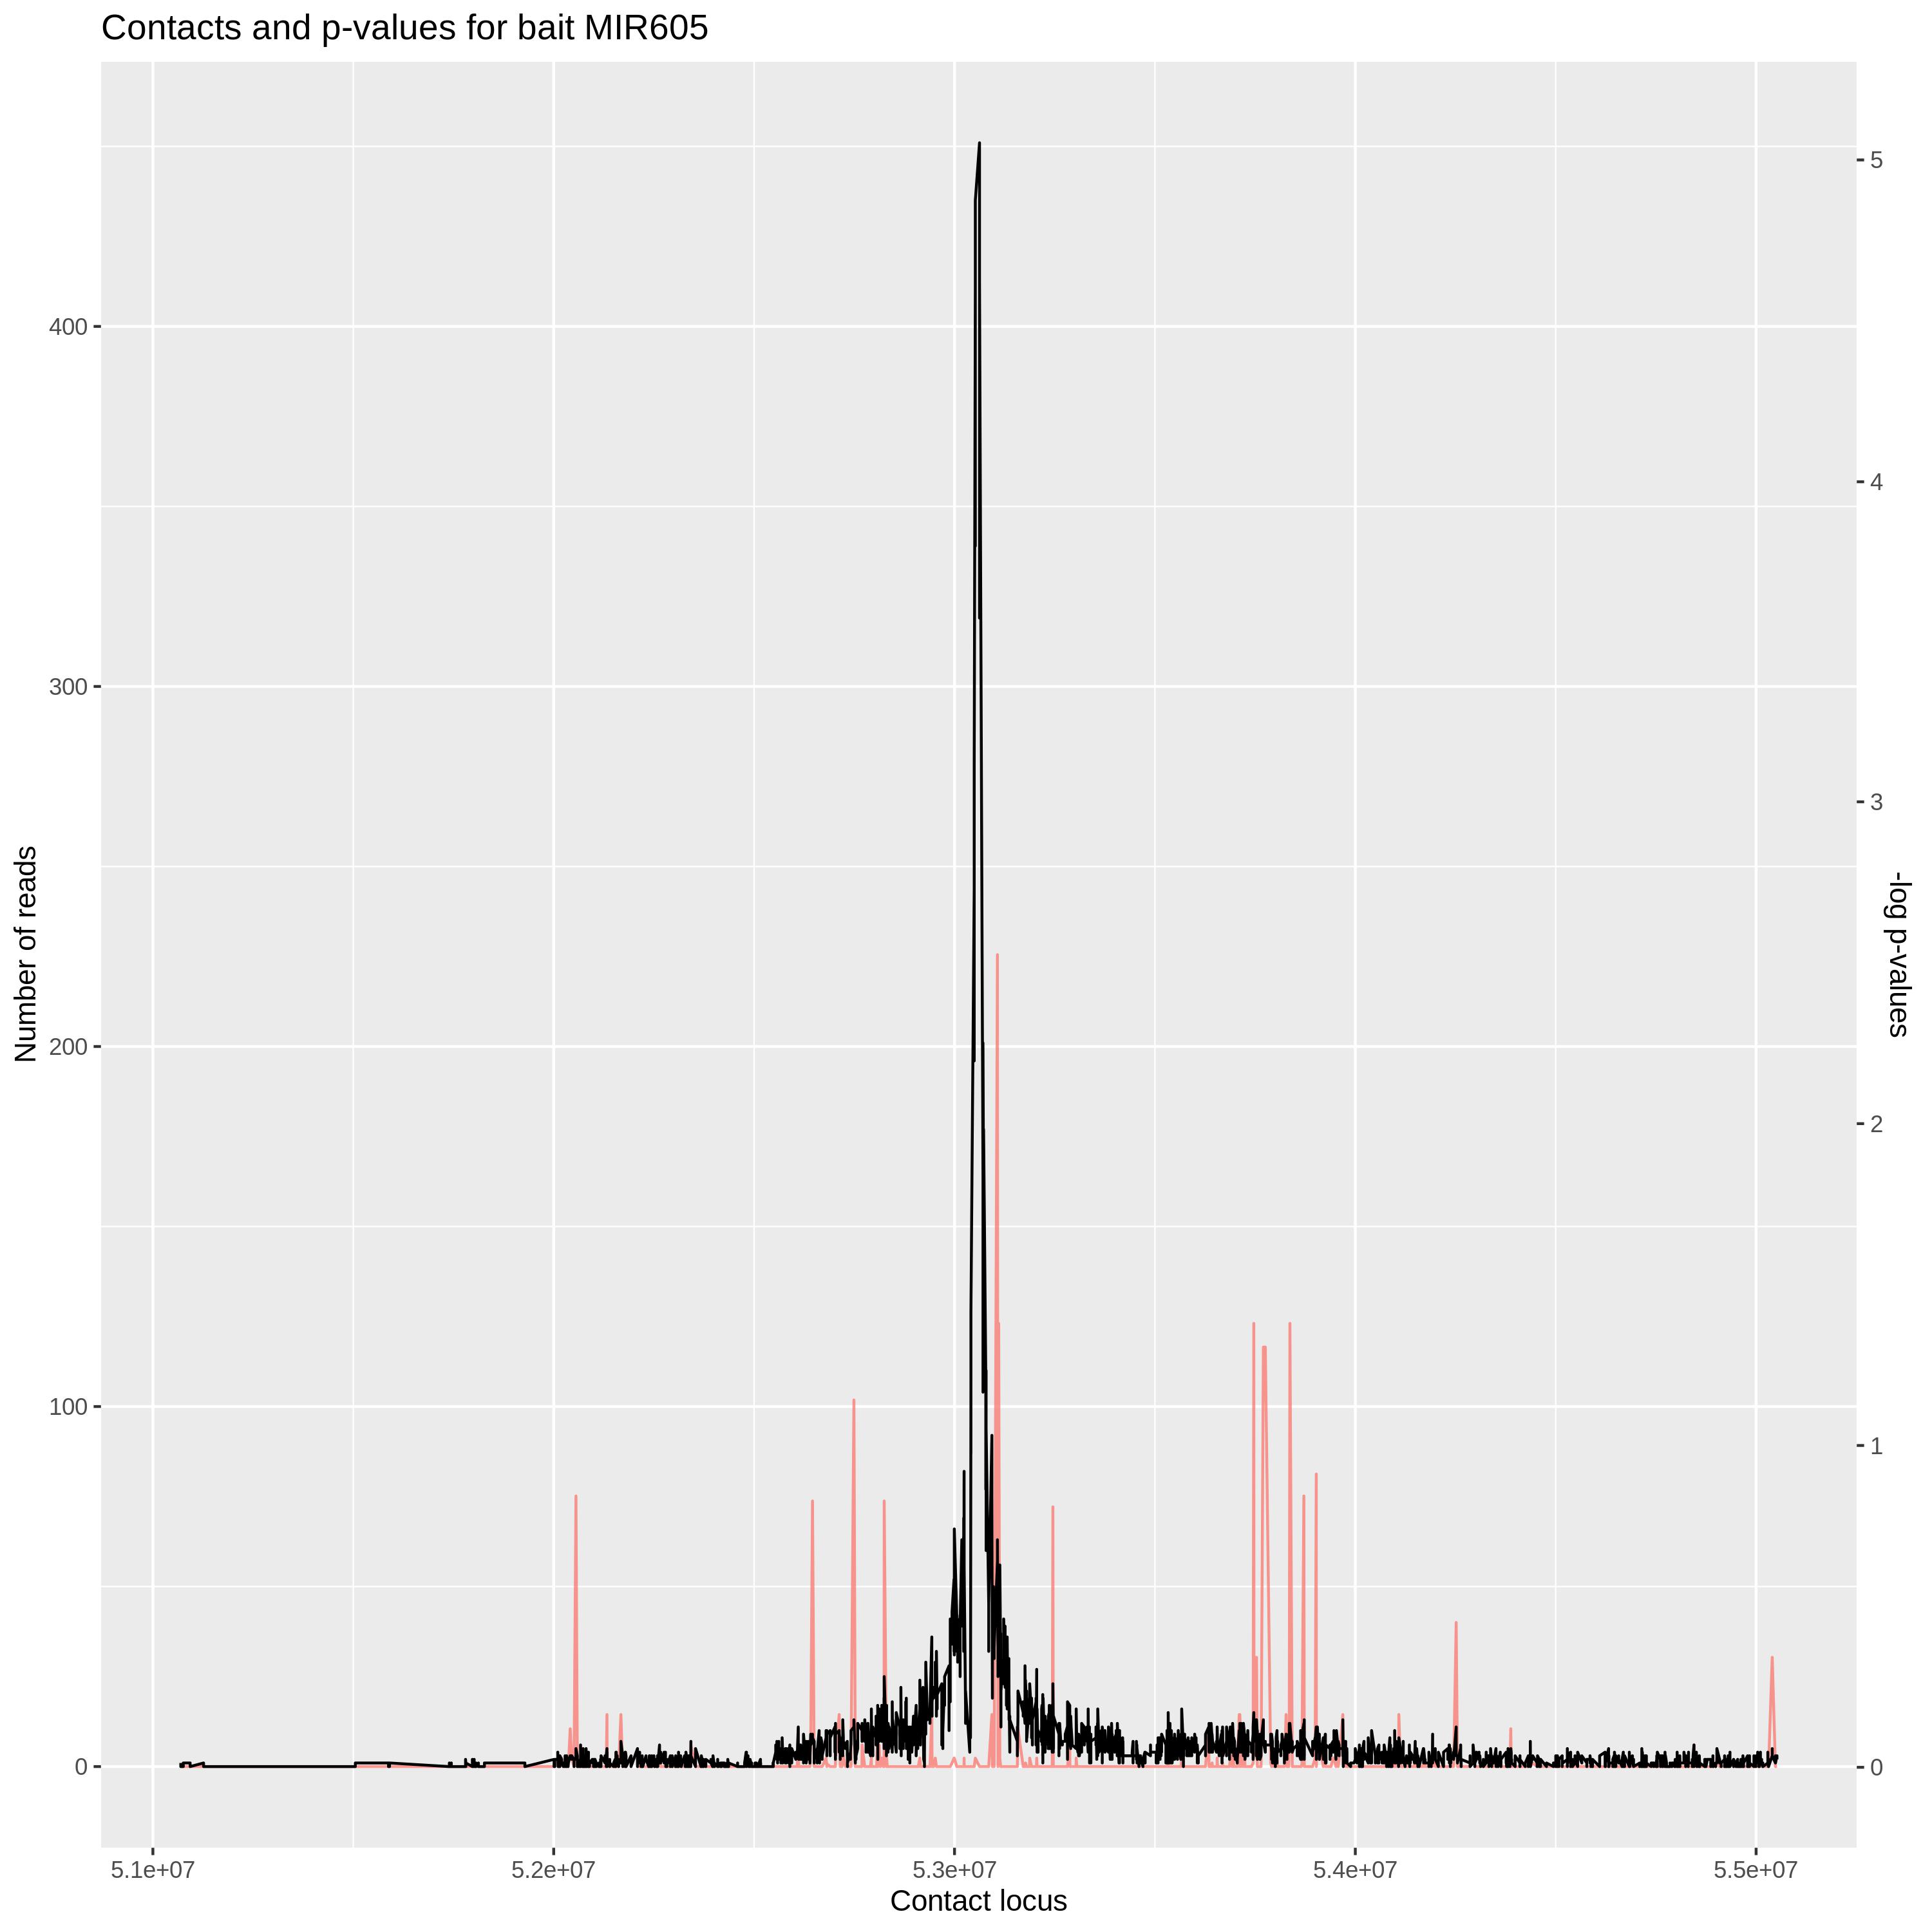 Contacts and p-values for bait MIR605
Number of reads
400
300
200
100
0
5
4
3
2
1
0
-log p-values
5.1e+07 5.2e+07 5.3e+07 5.4e+07 5.5e+07
Contact locus